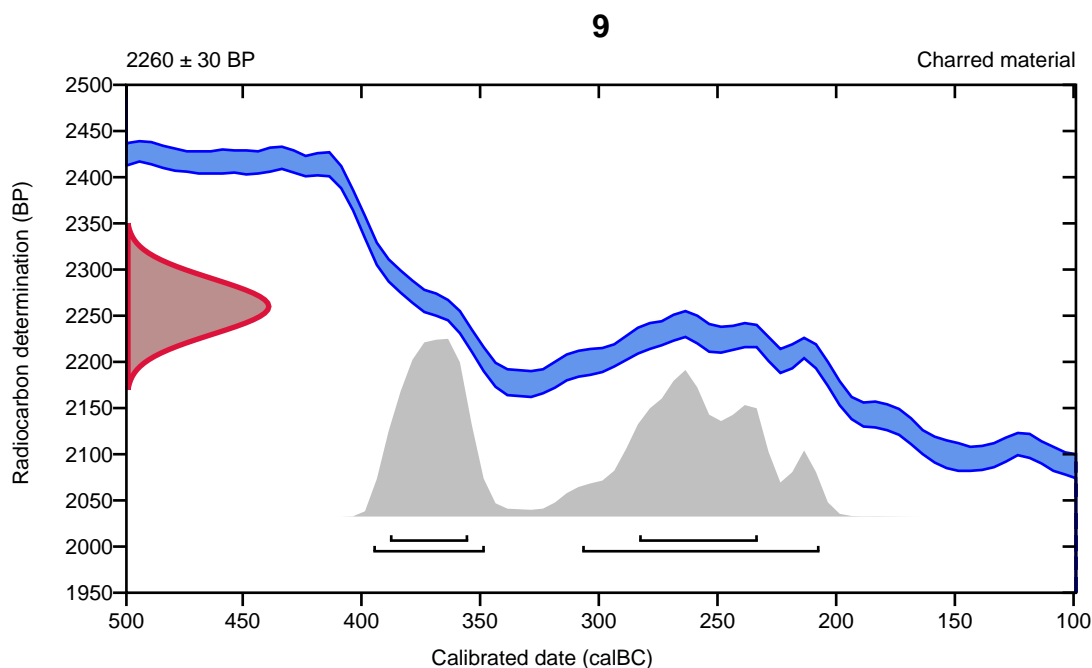 9
2260 ± 30 BP
Charred material
Radiocarbon determination (BP)
2500
2450
2400
2350
2300
2250
2200
2150
2100
2050
2000
1950
500 450 400 350 300 250 200 150 100
Calibrated date (calBC)